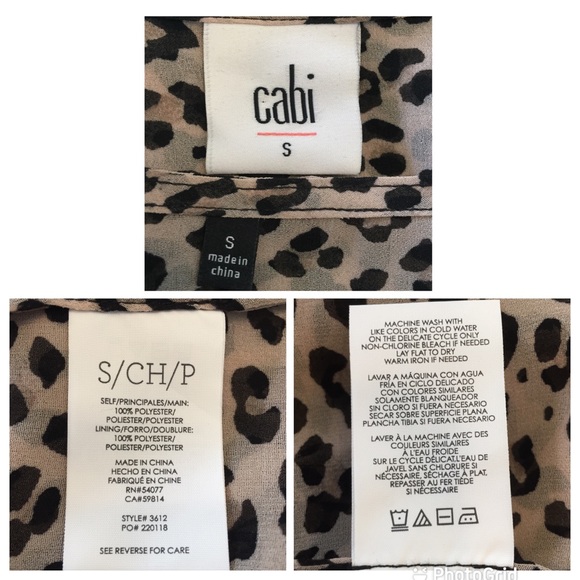 cabi
S
S
made in
china
S/CH/P
SELF/PRINCIPALES/MAIN:
100% POLYESTER/
POLIESTER/POLYESTER
LINING/FORRO/DOUBLURE:
100% POLYESTER/
POLIESTER/POLYESTER
MADE IN CHINA
HECHO EN CHINA
FABRIQUÉ EN CHINE
RN#54077
CA#59814
STYLE# 3612
PO# 220118
SEE REVERSE FOR CARE
MACHINE WASH WITH
LIKE COLORS IN COLD WATER
ON THE DELICATE CYCLE ONLY
NON-CHLORINE BLEACH IF NEEDED
LAY FLAT TO DRY
WARM IRON IF NEEDED
LAVAR A MÁQUINA CON AGUA
FRÍA EN CICLO DELICADO
CON COLORES SIMILARES
SOLAMENTE BLANQUEADOR
SIN CLORO SI FUERA NECESARIO
SECAR SOBRE SUPERFICIE PLANA
PLANCHA TIBIA SI FUERA NECESARIO
LAVER À LA MACHINE AVEC DES
COULEURS SIMILAIRES
À L'EAU FROIDE
SUR LE CYCLE DÉLICAT.L'EAU DE
JAVEL SANS CHLORURE SI
NÉCESSAIRE, SÉCHAGE À PLAT,
REPASSER AU FER TIÈDE
SI NÉCESSAIRE
PhotoGrid